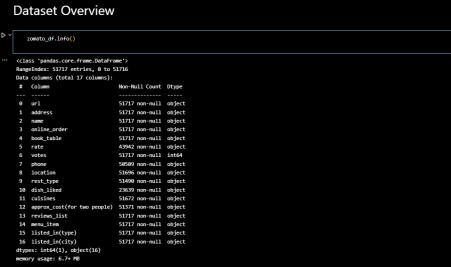 Dataset Overview
zomato_df.info()
<class 'pandas.core.frame.DataFrame'>
RangeIndex: 51717 entries, 0 to 51716
Data columns (total 17 columns):
 #   Column                       Non-Null Count  Dtype
---  ------                       --------------  -----
 0   url                          51717 non-null  object
 1   address                      51717 non-null  object
 2   name                         51717 non-null  object
 3   online_order                 51717 non-null  object
 4   book_table                   51717 non-null  object
 5   rate                         43942 non-null  object
 6   votes                        51717 non-null  int64
 7   phone                        50509 non-null  object
 8   location                     51696 non-null  object
 9   rest_type                    51490 non-null  object
 10  dish_liked                   23639 non-null  object
 11  cuisines                     51672 non-null  object
 12  approx_cost(for two people)  51371 non-null  object
 13  reviews_list                 51717 non-null  object
 14  menu_item                    51717 non-null  object
 15  listed_in(type)              51717 non-null  object
 16  listed_in(city)              51717 non-null  object
dtypes: int64(1), object(16)
memory usage: 6.7+ MB